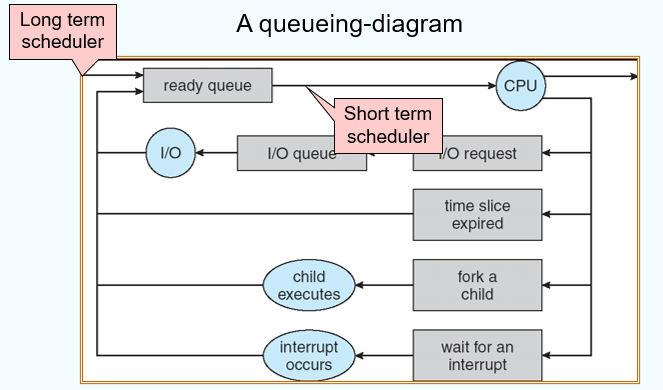 Long term
scheduler
A queueing-diagram
ready queue
CPU
Short term
scheduler
I/O
I/O queue
I/O request
time slice
expired
child
executes
fork a
child
interrupt
occurs
wait for an
interrupt